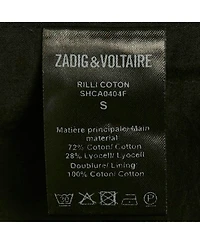 ZADIG & VOLTAIRE
RILLI COTON
SHCA0404F
S
Matière principale/Main
material:
72% Coton/ Cotton
28% Lyocell/ Lyocell
Doublure/ Lining:
100% Coton/ Cotton
30
P